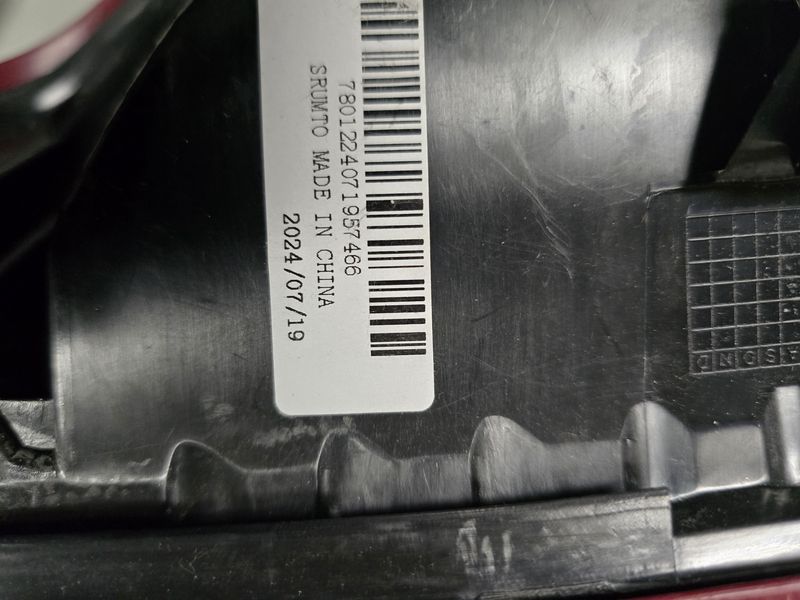 7801224071957466
SRUMTO MADE IN CHINA
2024/07/19
A S O N D